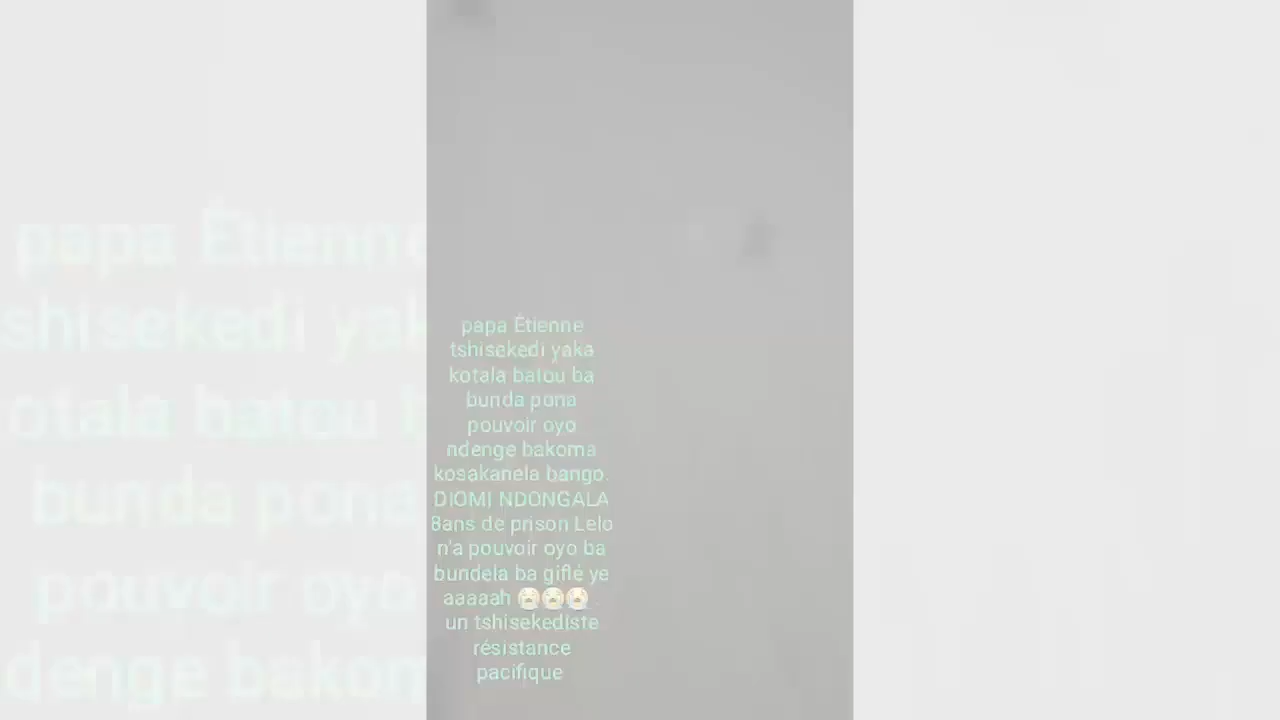 papa Étienne
tshisekedi yaka
kotala batou ba
bunda pona
pouvoir oyo
ndenge bakoma
kosakanela bango.
DIOMI NDONGALA
8ans de prison Lelo
n'a pouvoir oyo ba
bundela ba giflé ye
aaaaah 😭😭😭
un tshisekediste
résistance
pacifique